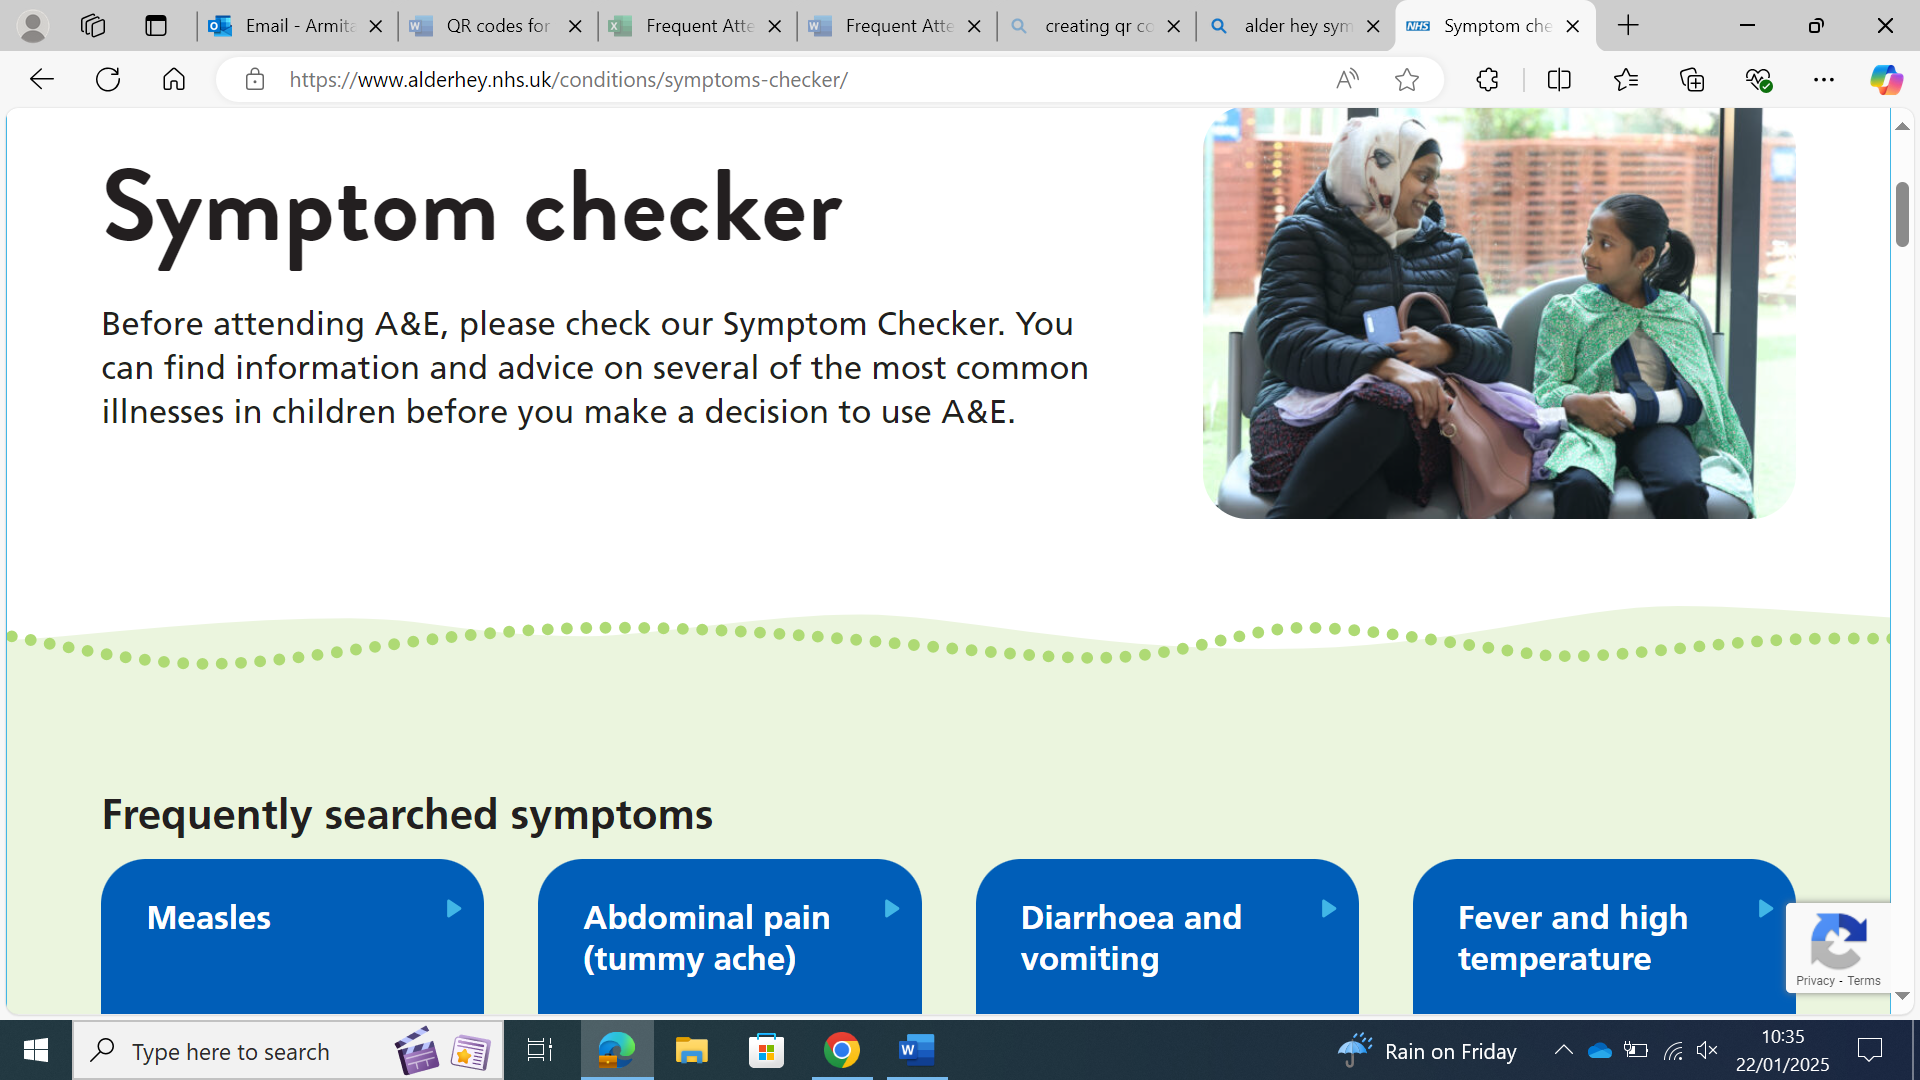 Email - Armita
QR codes for
Frequent Atte
Frequent Atte
creating qr co
alder hey sym
NHS
Symptom che
https://www.alderhey.nhs.uk/conditions/symptoms-checker/
Symptom checker
Before attending A&E, please check our Symptom Checker. You
can find information and advice on several of the most common
illnesses in children before you make a decision to use A&E.
Frequently searched symptoms
Measles
Abdominal pain
(tummy ache)
Diarrhoea and
vomiting
Fever and high
temperature
Privacy - Terms
Type here to search
Rain on Friday
10:35
22/01/2025